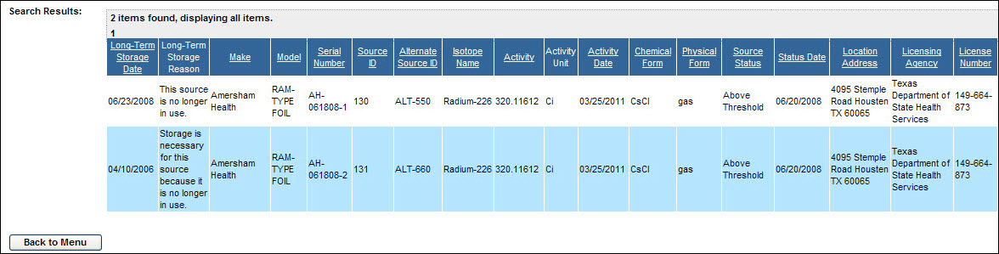 Search Results:
2 items found, displaying all items.
1
Long-Term Storage Date Long-Term Storage Reason Make Model Serial Number Source ID Alternate Source ID Isotope Name Activity Activity Unit Activity Date Chemical Form Physical Form Source Status Status Date Location Address Licensing Agency License Number
06/23/2008 This source is no longer in use. Amersham Health RAM-TYPE FOIL AH-061808-1 130 ALT-550 Radium-226 320.11612 Ci 03/25/2011 CsCl gas Above Threshold 06/20/2008 4095 Stemple Road Housten TX 60065 Texas Department of State Health Services 149-664-873
04/10/2006 Storage is necessary for this source because it is no longer in use. Amersham Health RAM-TYPE FOIL AH-061808-2 131 ALT-660 Radium-226 320.11612 Ci 03/25/2011 CsCl gas Above Threshold 06/20/2008 4095 Stemple Road Housten TX 60065 Texas Department of State Health Services 149-664-873
Back to Menu